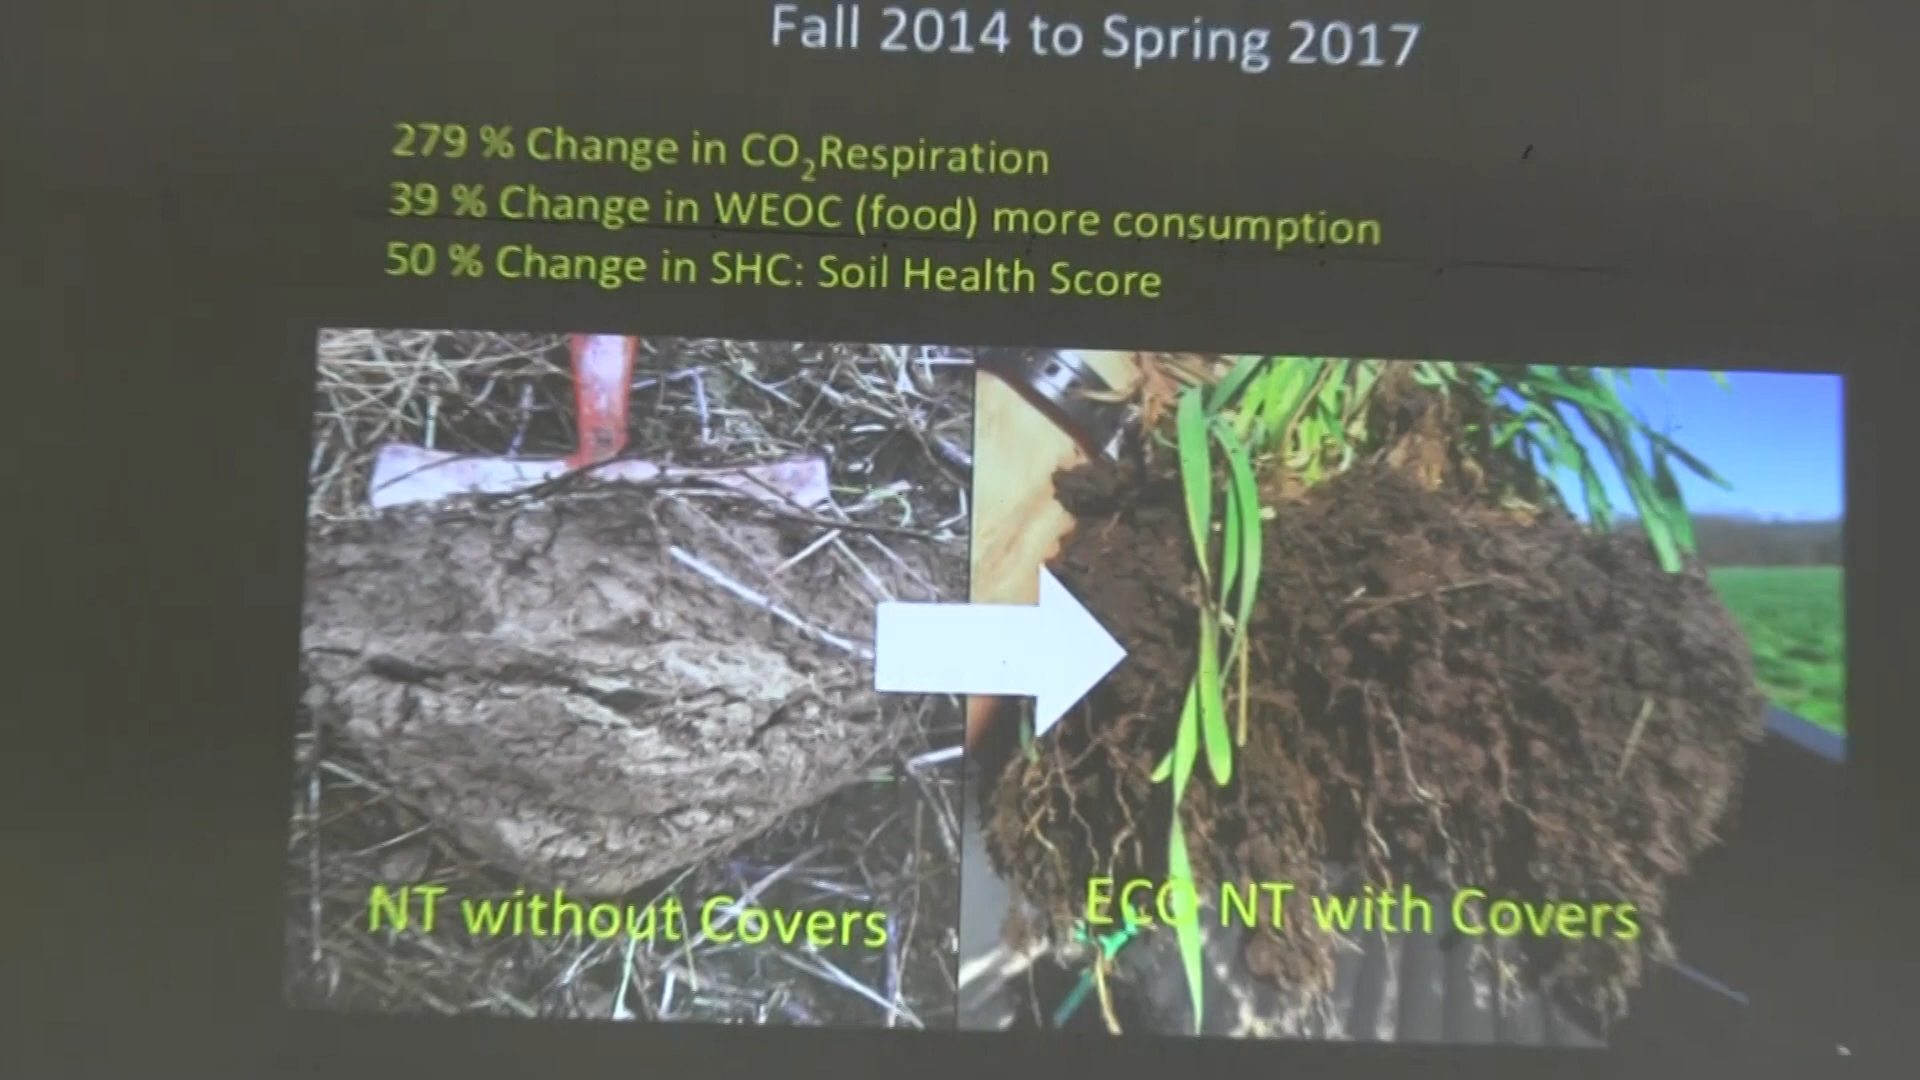 Fall 2014 to Spring 2017
279 % Change in CO₂Respiration
39 % Change in WEOC (food) more consumption
50 % Change in SHC: Soil Health Score
NT without Covers
ECO NT with Covers